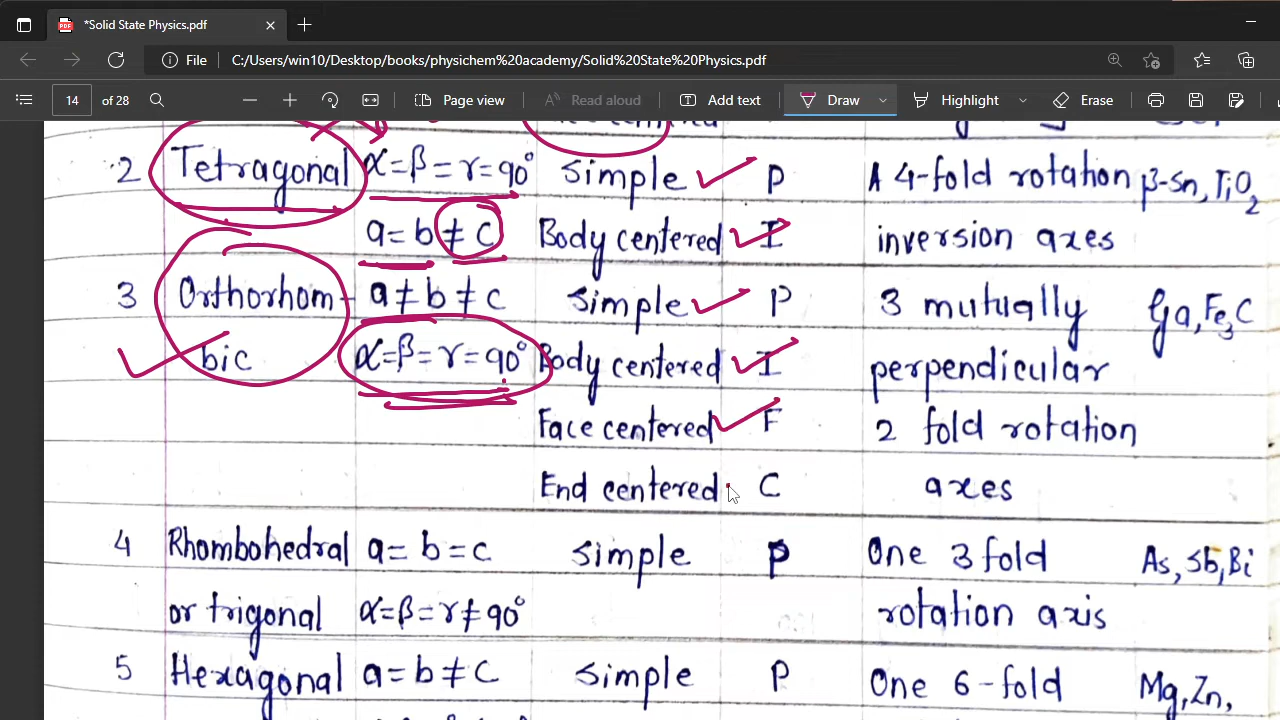 *Solid State Physics.pdf
File C:/Users/win10/Desktop/books/physichem%20academy/Solid%20State%20Physics.pdf
14 of 28 Page view Read aloud Add text Draw Highlight Erase
2 Tetragonal α=β=γ=90° Simple P A 4-fold rotation β-Sn, TiO2
a=b≠c Body centered I inversion axes
3 Orthorhom- a≠b≠c Simple P 3 mutually Ga, Fe3C
bic α=β=γ=90° Body centered I perpendicular
Face centered F 2 fold rotation
End centered C axes
4 Rhombohedral a=b=c Simple P One 3 fold As, Sb, Bi
or trigonal α=β=γ≠90° rotation axis
5 Hexagonal a=b≠c Simple P One 6-fold Mg, Zn,